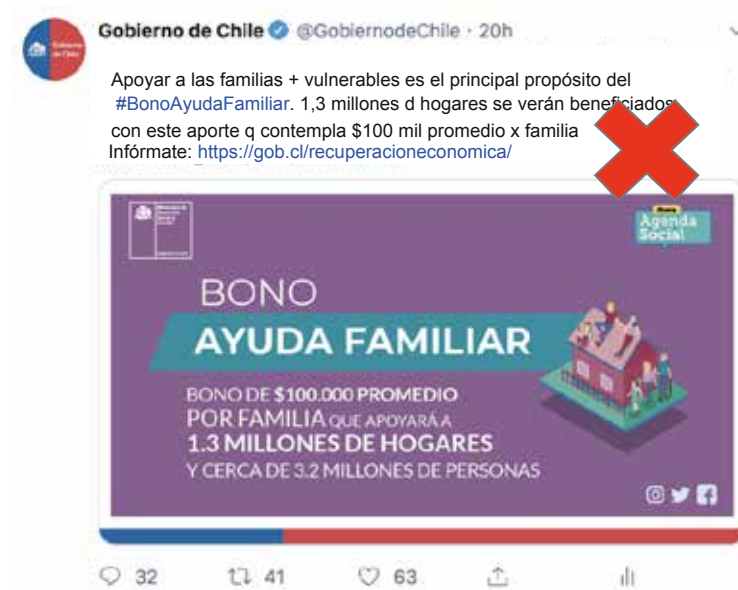 Gobierno de Chile @GobiernodeChile · 20h
Gobierno de Chile
Apoyar a las familias + vulnerables es el principal propósito del
#BonoAyudaFamiliar. 1,3 millones d hogares se verán beneficiados
con este aporte q contempla $100 mil promedio x familia
Infórmate: https://gob.cl/recuperacioneconomica/
Agenda
Social
BONO
AYUDA FAMILIAR
BONO DE $100.000 PROMEDIO
POR FAMILIA QUE APOYARÁ A
1.3 MILLONES DE HOGARES
Y CERCA DE 3.2 MILLONES DE PERSONAS
32 41 63